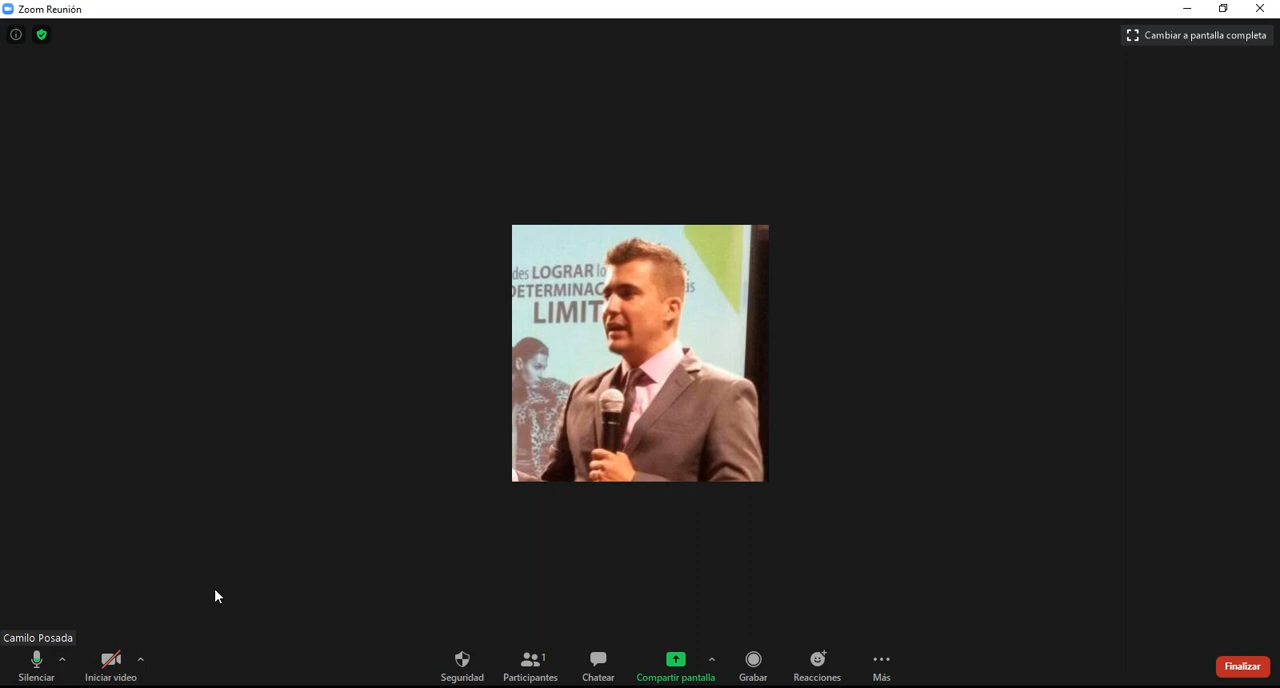 Zoom Reunión
Cambiar a pantalla completa
des LOGRAR lo
DETERMINAC
LIMIT
Camilo Posada
Silenciar
Iniciar video
Seguridad
Participantes
1
Chatear
Compartir pantalla
Grabar
Reacciones
Más
Finalizar